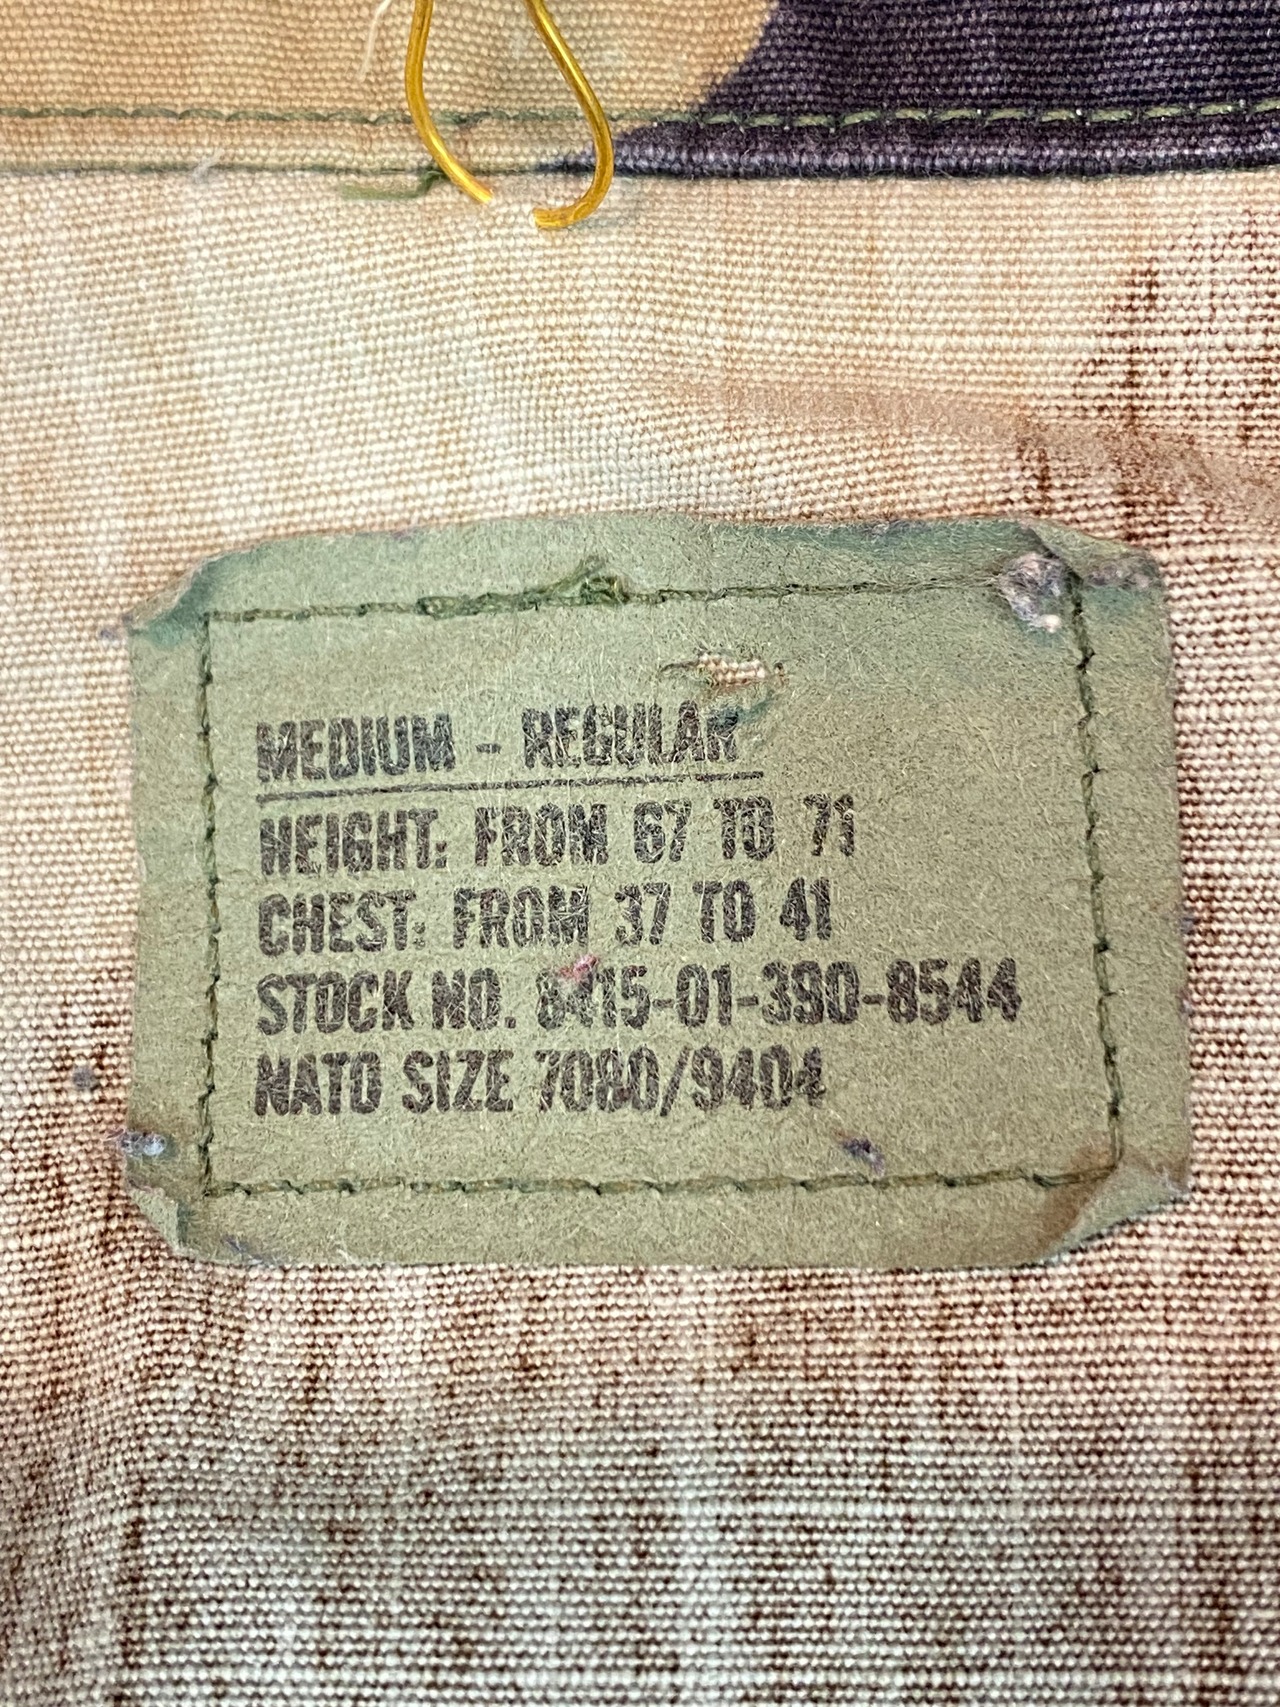 MEDIUM - REGULAR
HEIGHT: FROM 67 TO 71
CHEST: FROM 37 TO 41
STOCK NO. 8415-01-390-8544
NATO SIZE 7080/9404